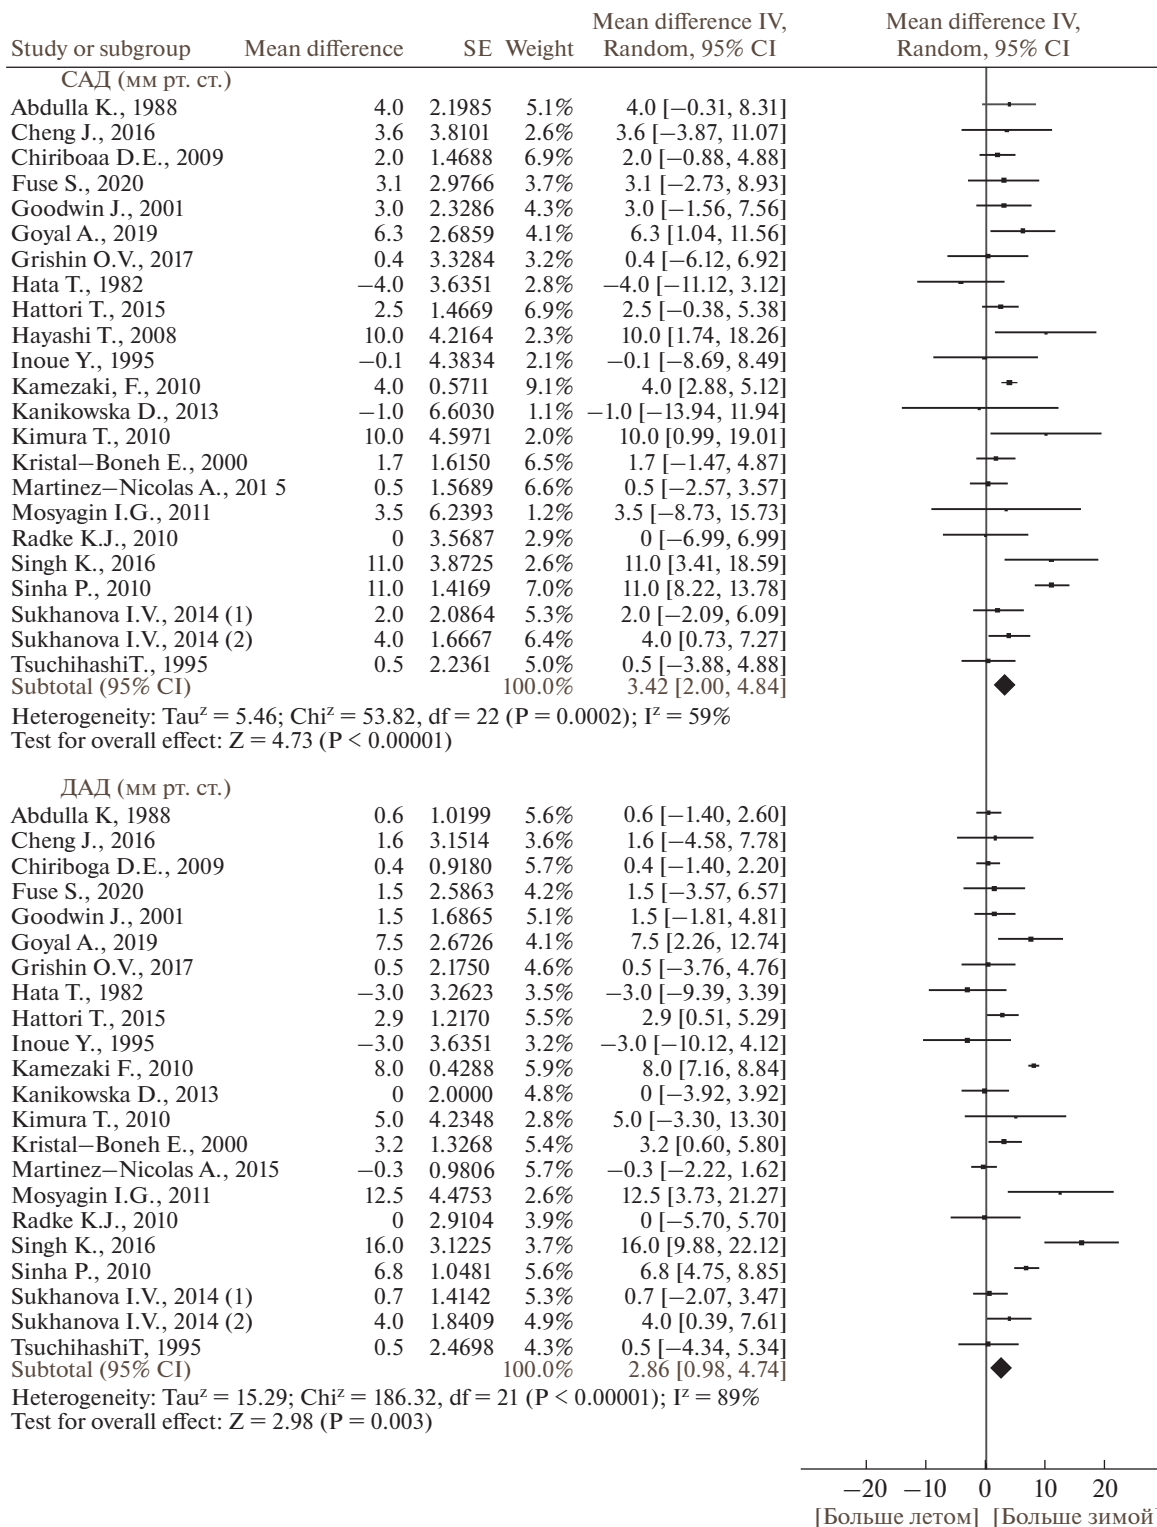 Study or subgroup Mean difference SE Weight Mean difference IV, Random, 95% CI Mean difference IV, Random, 95% CI
САД (мм рт. ст.)
Abdulla K., 1988 4.0 2.1985 5.1% 4.0 [−0.31, 8.31]
Cheng J., 2016 3.6 3.8101 2.6% 3.6 [−3.87, 11.07]
Chiriboaa D.E., 2009 2.0 1.4688 6.9% 2.0 [−0.88, 4.88]
Fuse S., 2020 3.1 2.9766 3.7% 3.1 [−2.73, 8.93]
Goodwin J., 2001 3.0 2.3286 4.3% 3.0 [−1.56, 7.56]
Goyal A., 2019 6.3 2.6859 4.1% 6.3 [1.04, 11.56]
Grishin O.V., 2017 0.4 3.3284 3.2% 0.4 [−6.12, 6.92]
Hata T., 1982 −4.0 3.6351 2.8% −4.0 [−11.12, 3.12]
Hattori T., 2015 2.5 1.4669 6.9% 2.5 [−0.38, 5.38]
Hayashi T., 2008 10.0 4.2164 2.3% 10.0 [1.74, 18.26]
Inoue Y., 1995 −0.1 4.3834 2.1% −0.1 [−8.69, 8.49]
Kamezaki, F., 2010 4.0 0.5711 9.1% 4.0 [2.88, 5.12]
Kanikowska D., 2013 −1.0 6.6030 1.1% −1.0 [−13.94, 11.94]
Kimura T., 2010 10.0 4.5971 2.0% 10.0 [0.99, 19.01]
Kristal−Boneh E., 2000 1.7 1.6150 6.5% 1.7 [−1.47, 4.87]
Martinez−Nicolas A., 201 5 0.5 1.5689 6.6% 0.5 [−2.57, 3.57]
Mosyagin I.G., 2011 3.5 6.2393 1.2% 3.5 [−8.73, 15.73]
Radke K.J., 2010 0 3.5687 2.9% 0 [−6.99, 6.99]
Singh K., 2016 11.0 3.8725 2.6% 11.0 [3.41, 18.59]
Sinha P., 2010 11.0 1.4169 7.0% 11.0 [8.22, 13.78]
Sukhanova I.V., 2014 (1) 2.0 2.0864 5.3% 2.0 [−2.09, 6.09]
Sukhanova I.V., 2014 (2) 4.0 1.6667 6.4% 4.0 [0.73, 7.27]
TsuchihashiT., 1995 0.5 2.2361 5.0% 0.5 [−3.88, 4.88]
Subtotal (95% CI) 100.0% 3.42 [2.00, 4.84]
Heterogeneity: Tauᶻ = 5.46; Chiᶻ = 53.82, df = 22 (P = 0.0002); Iᶻ = 59%
Test for overall effect: Z = 4.73 (P < 0.00001)
ДАД (мм рт. ст.)
Abdulla K, 1988 0.6 1.0199 5.6% 0.6 [−1.40, 2.60]
Cheng J., 2016 1.6 3.1514 3.6% 1.6 [−4.58, 7.78]
Chiriboga D.E., 2009 0.4 0.9180 5.7% 0.4 [−1.40, 2.20]
Fuse S., 2020 1.5 2.5863 4.2% 1.5 [−3.57, 6.57]
Goodwin J., 2001 1.5 1.6865 5.1% 1.5 [−1.81, 4.81]
Goyal A., 2019 7.5 2.6726 4.1% 7.5 [2.26, 12.74]
Grishin O.V., 2017 0.5 2.1750 4.6% 0.5 [−3.76, 4.76]
Hata T., 1982 −3.0 3.2623 3.5% −3.0 [−9.39, 3.39]
Hattori T., 2015 2.9 1.2170 5.5% 2.9 [0.51, 5.29]
Inoue Y., 1995 −3.0 3.6351 3.2% −3.0 [−10.12, 4.12]
Kamezaki F., 2010 8.0 0.4288 5.9% 8.0 [7.16, 8.84]
Kanikowska D., 2013 0 2.0000 4.8% 0 [−3.92, 3.92]
Kimura T., 2010 5.0 4.2348 2.8% 5.0 [−3.30, 13.30]
Kristal−Boneh E., 2000 3.2 1.3268 5.4% 3.2 [0.60, 5.80]
Martinez−Nicolas A., 2015 −0.3 0.9806 5.7% −0.3 [−2.22, 1.62]
Mosyagin I.G., 2011 12.5 4.4753 2.6% 12.5 [3.73, 21.27]
Radke K.J., 2010 0 2.9104 3.9% 0 [−5.70, 5.70]
Singh K., 2016 16.0 3.1225 3.7% 16.0 [9.88, 22.12]
Sinha P., 2010 6.8 1.0481 5.6% 6.8 [4.75, 8.85]
Sukhanova I.V., 2014 (1) 0.7 1.4142 5.3% 0.7 [−2.07, 3.47]
Sukhanova I.V., 2014 (2) 4.0 1.8409 4.9% 4.0 [0.39, 7.61]
TsuchihashiT, 1995 0.5 2.4698 4.3% 0.5 [−4.34, 5.34]
Subtotal (95% CI) 100.0% 2.86 [0.98, 4.74]
Heterogeneity: Tauᶻ = 15.29; Chiᶻ = 186.32, df = 21 (P < 0.00001); Iᶻ = 89%
Test for overall effect: Z = 2.98 (P = 0.003)
−20 −10 0 10 20
[Больше летом] [Больше зимой]